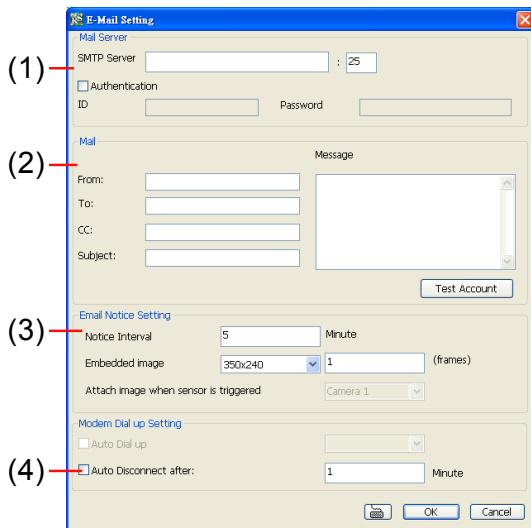 E-Mail Setting
Mail Server
(1)
SMTP Server : 25
Authentication
ID Password
Mail
(2)
Message
From:
To:
CC:
Subject:
Test Account
Email Notice Setting
(3)
Notice Interval 5 Minute
Embedded image 350x240 1 (frames)
Attach image when sensor is triggered Camera 1
Modem Dial up Setting
Auto Dial up
(4)
Auto Disconnect after: 1 Minute
OK Cancel